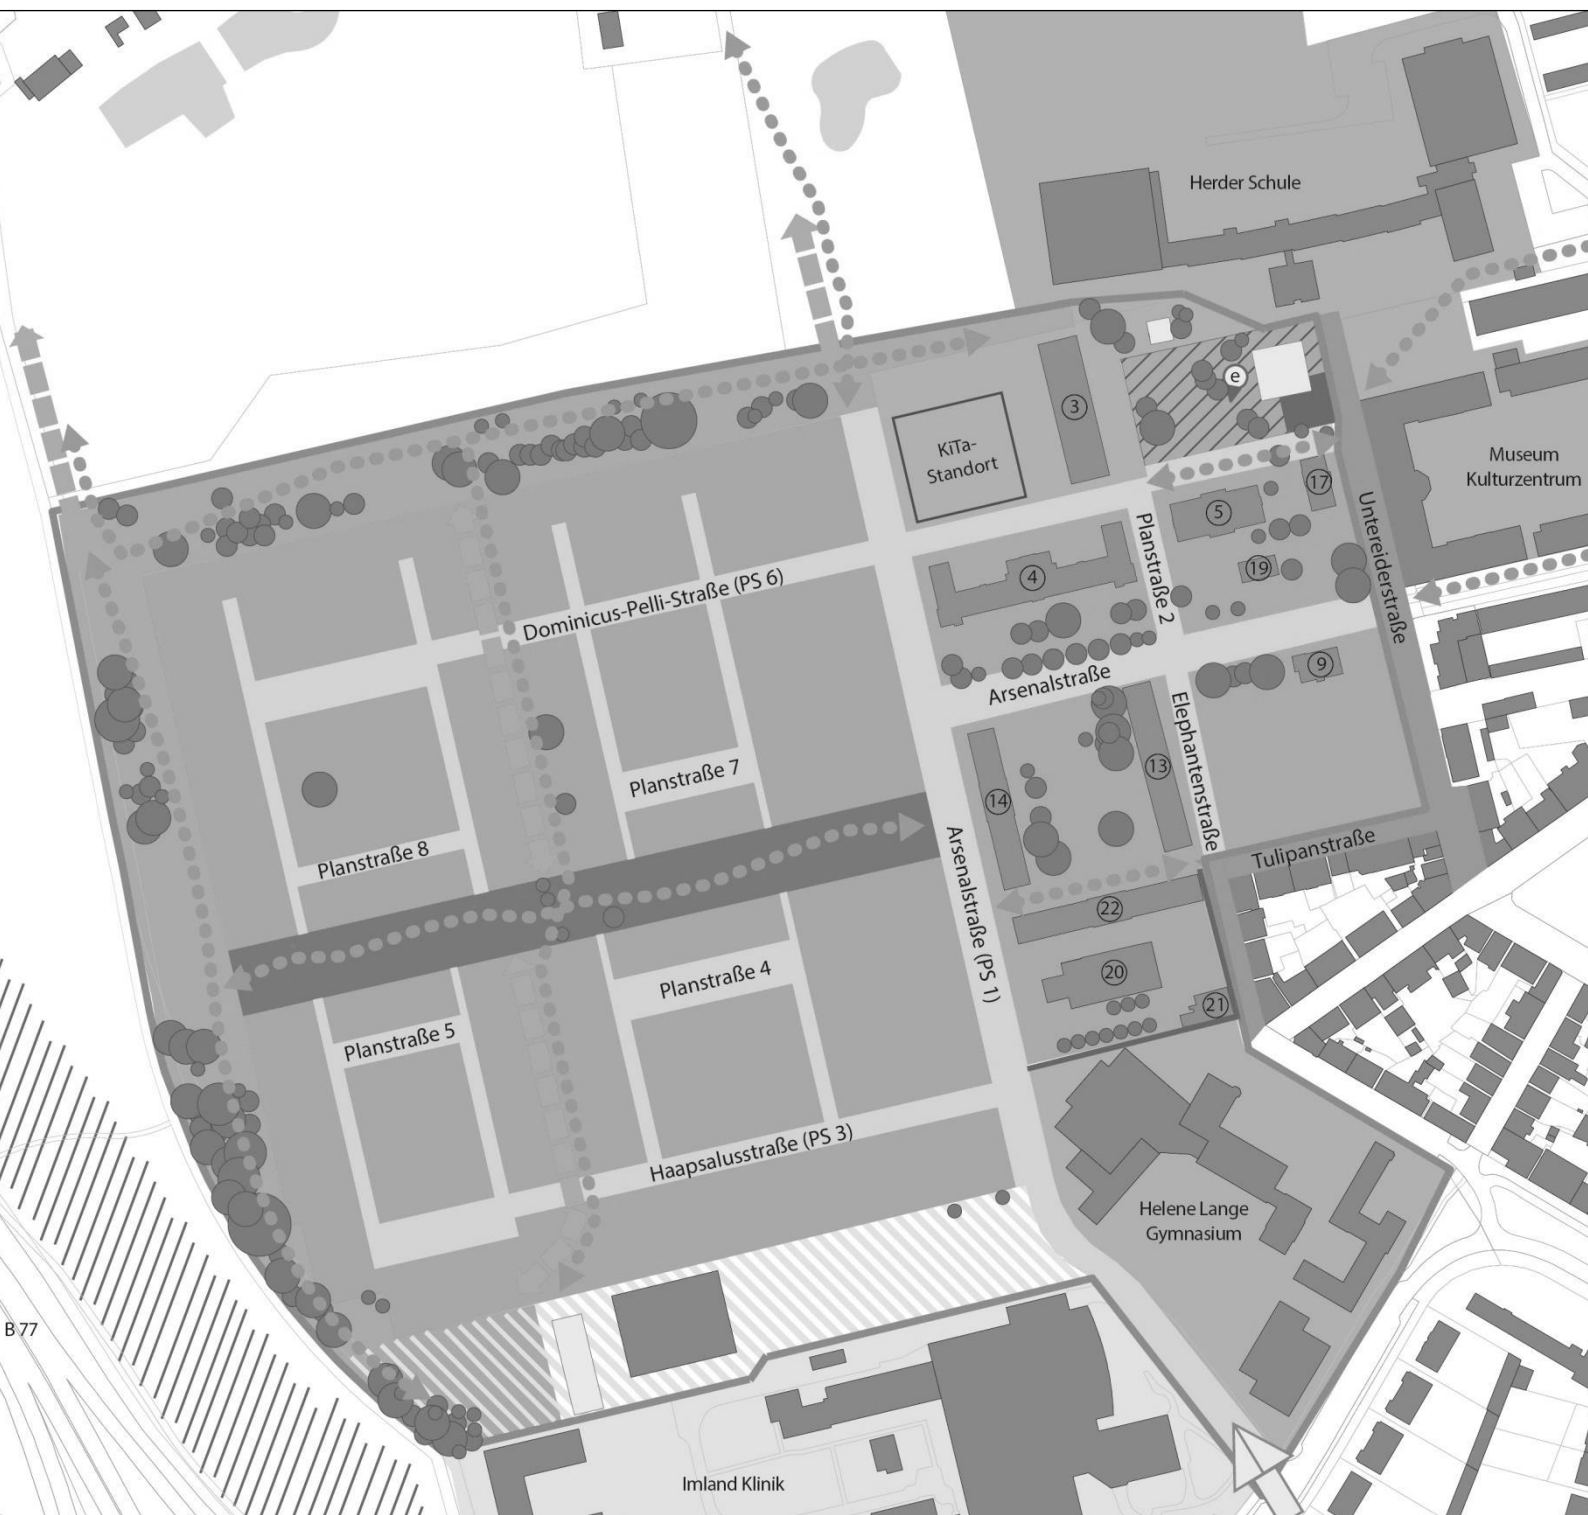 Herder Schule
e
3
KiTa-
Standort
Museum
Kulturzentrum
17
5
Planstraße 2
Untereiderstraße
4
19
Dominicus-Pelli-Straße (PS 6)
9
Arsenalstraße
Elephantenstraße
Planstraße 7
13
14
Planstraße 8
Tulipanstraße
Arsenalstraße (PS 1)
22
Planstraße 4
20
21
Planstraße 5
Haapsalusstraße (PS 3)
Helene Lange
Gymnasium
B 77
Imland Klinik